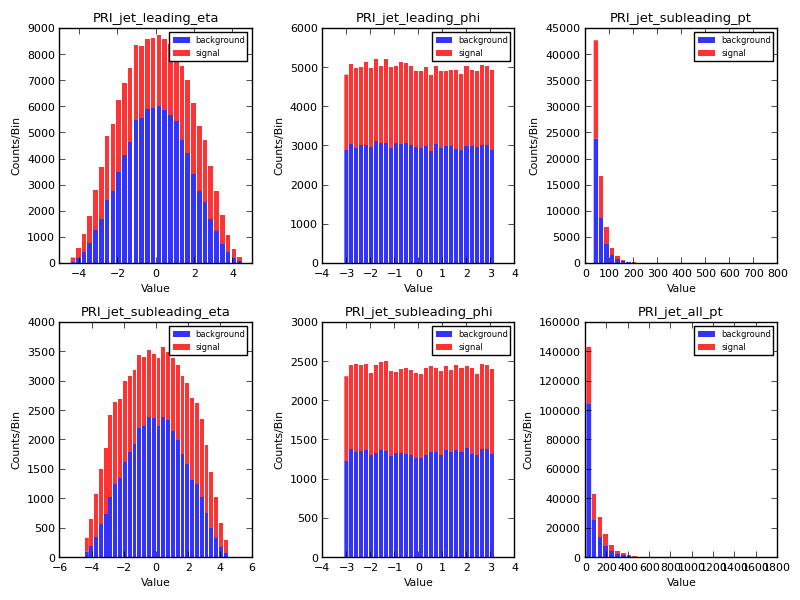 PRI_jet_leading_eta
9000
8000
7000
6000
5000
4000
3000
2000
1000
0
−4 −2 0 2 4
Counts/Bin
Value
background
signal
PRI_jet_leading_phi
6000
5000
4000
3000
2000
1000
0
−4 −3 −2 −1 0 1 2 3 4
Counts/Bin
Value
background
signal
PRI_jet_subleading_pt
45000
40000
35000
30000
25000
20000
15000
10000
5000
0
0 100 200 300 400 500 600 700 800
Counts/Bin
Value
background
signal
PRI_jet_subleading_eta
4000
3500
3000
2500
2000
1500
1000
500
0
−6 −4 −2 0 2 4 6
Counts/Bin
Value
background
signal
PRI_jet_subleading_phi
3000
2500
2000
1500
1000
500
0
−4 −3 −2 −1 0 1 2 3 4
Counts/Bin
Value
background
signal
PRI_jet_all_pt
160000
140000
120000
100000
80000
60000
40000
20000
0
0 200 400 600 800 1000 1200 1400 1600 1800
Counts/Bin
Value
background
signal